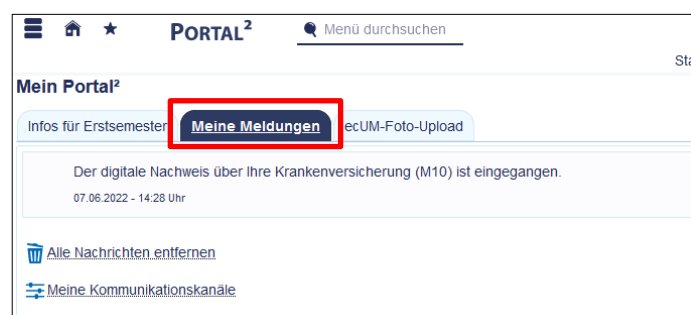 PORTAL² Menü durchsuchen
Sta
Mein Portal²
Infos für Erstsemester Meine Meldungen ecUM-Foto-Upload
Der digitale Nachweis über Ihre Krankenversicherung (M10) ist eingegangen.
07.06.2022 - 14:28 Uhr
Alle Nachrichten entfernen
Meine Kommunikationskanäle